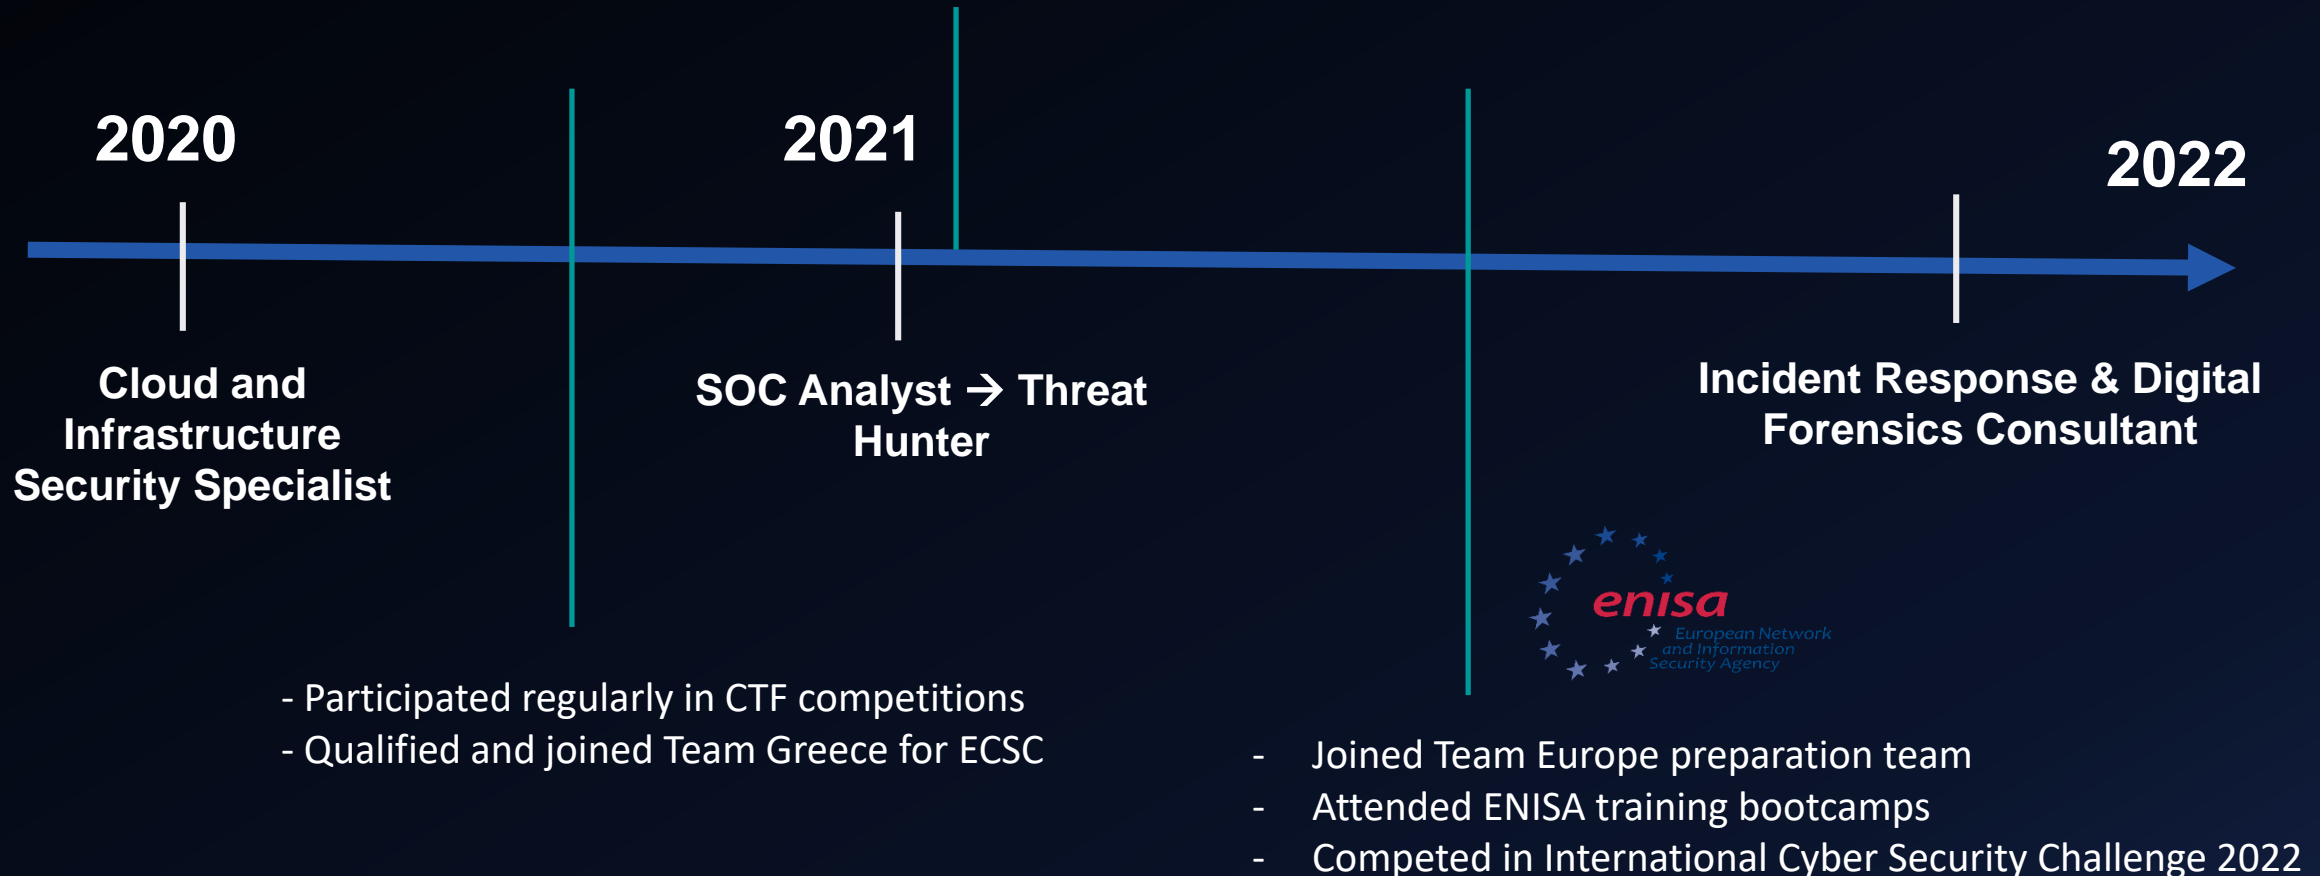 2020
2021
2022
Cloud and
Infrastructure
Security Specialist
SOC Analyst → Threat
Hunter
Incident Response & Digital
Forensics Consultant
enisa
European Network
and Information
Security Agency
- Participated regularly in CTF competitions
- Qualified and joined Team Greece for ECSC
- Joined Team Europe preparation team
- Attended ENISA training bootcamps
- Competed in International Cyber Security Challenge 2022